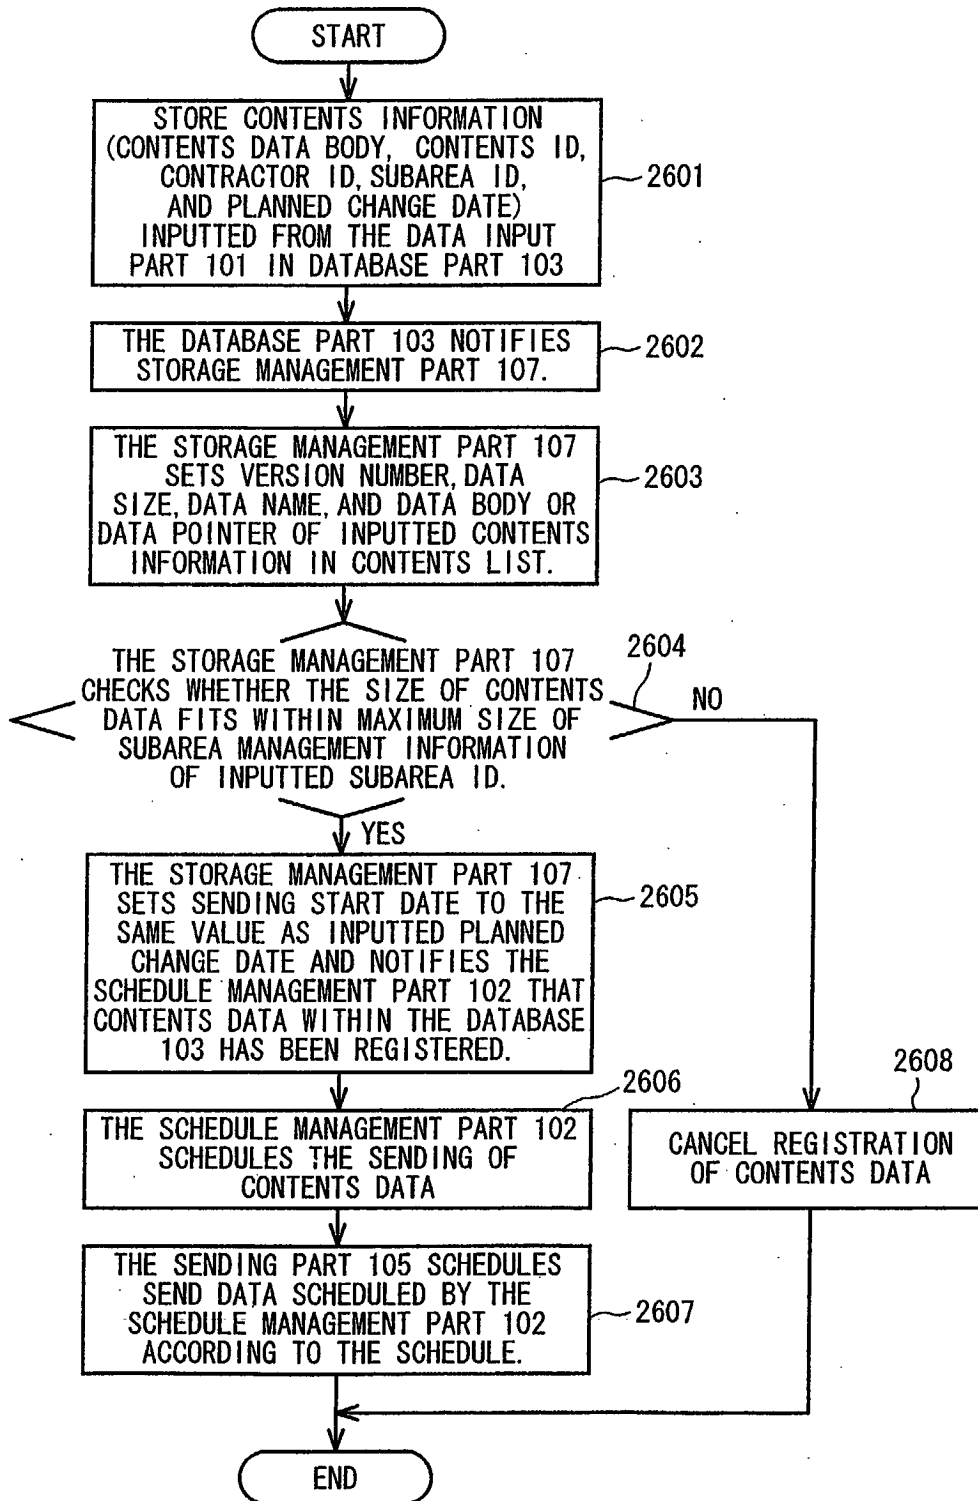 START
STORE CONTENTS INFORMATION
(CONTENTS DATA BODY, CONTENTS ID,
CONTRACTOR ID, SUBAREA ID,
AND PLANNED CHANGE DATE)
INPUTTED FROM THE DATA INPUT
PART 101 IN DATABASE PART 103
2601
THE DATABASE PART 103 NOTIFIES
STORAGE MANAGEMENT PART 107.
2602
THE STORAGE MANAGEMENT PART 107
SETS VERSION NUMBER, DATA
SIZE, DATA NAME, AND DATA BODY OR
DATA POINTER OF INPUTTED CONTENTS
INFORMATION IN CONTENTS LIST.
2603
THE STORAGE MANAGEMENT PART 107
CHECKS WHETHER THE SIZE OF CONTENTS
DATA FITS WITHIN MAXIMUM SIZE OF
SUBAREA MANAGEMENT INFORMATION
OF INPUTTED SUBAREA ID.
2604
NO
YES
THE STORAGE MANAGEMENT PART 107
SETS SENDING START DATE TO THE
SAME VALUE AS INPUTTED PLANNED
CHANGE DATE AND NOTIFIES THE
SCHEDULE MANAGEMENT PART 102 THAT
CONTENTS DATA WITHIN THE DATABASE
103 HAS BEEN REGISTERED.
2605
THE SCHEDULE MANAGEMENT PART 102
SCHEDULES THE SENDING OF
CONTENTS DATA
2606
CANCEL REGISTRATION
OF CONTENTS DATA
2608
THE SENDING PART 105 SCHEDULES
SEND DATA SCHEDULED BY THE
SCHEDULE MANAGEMENT PART 102
ACCORDING TO THE SCHEDULE.
2607
END